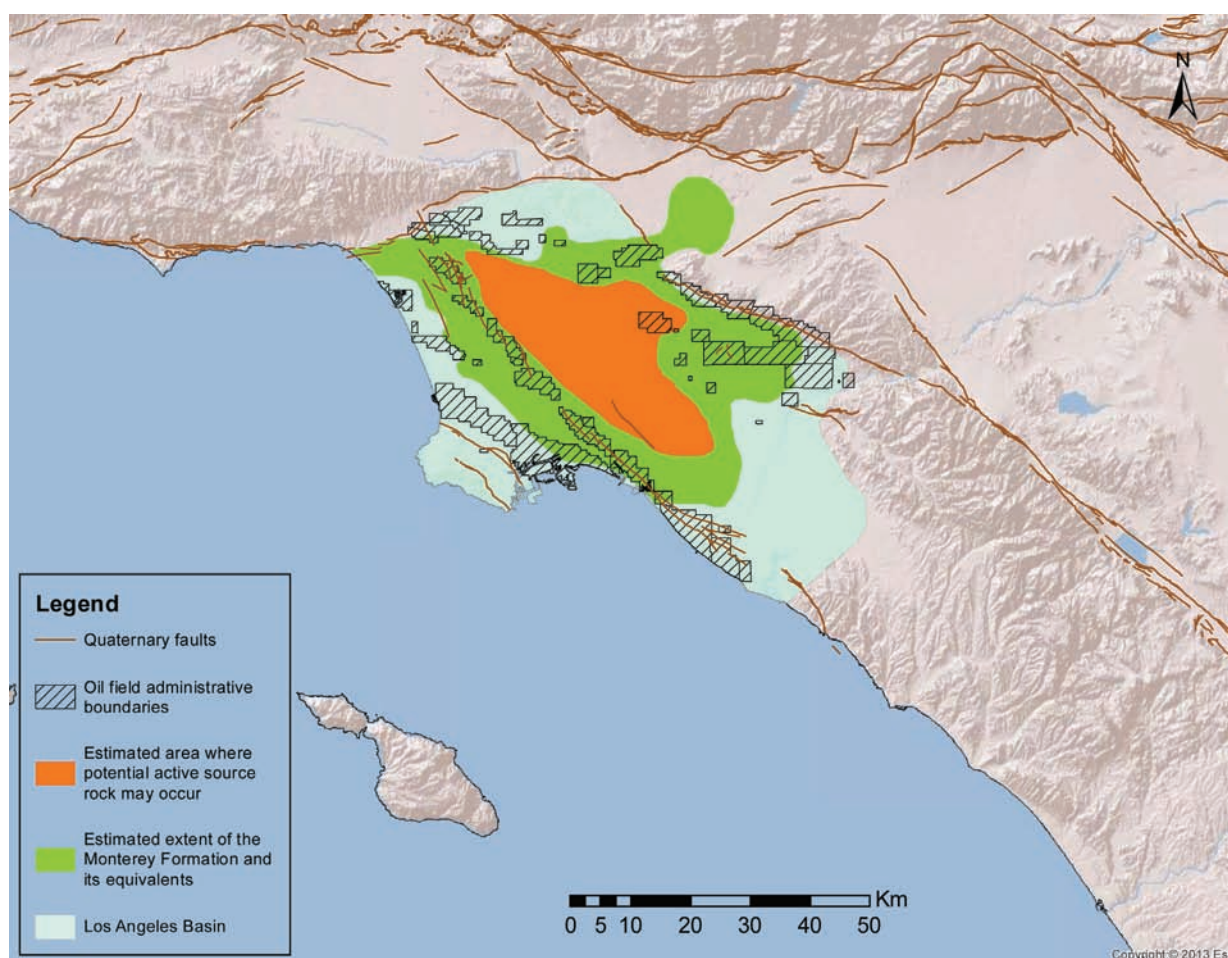 N
Legend
Quaternary faults
Oil field administrative
boundaries
Estimated area where
potential active source
rock may occur
Estimated extent of the
Monterey Formation and
its equivalents
Los Angeles Basin
Km
0 5 10 20 30 40 50
Copyright © 2013 Es